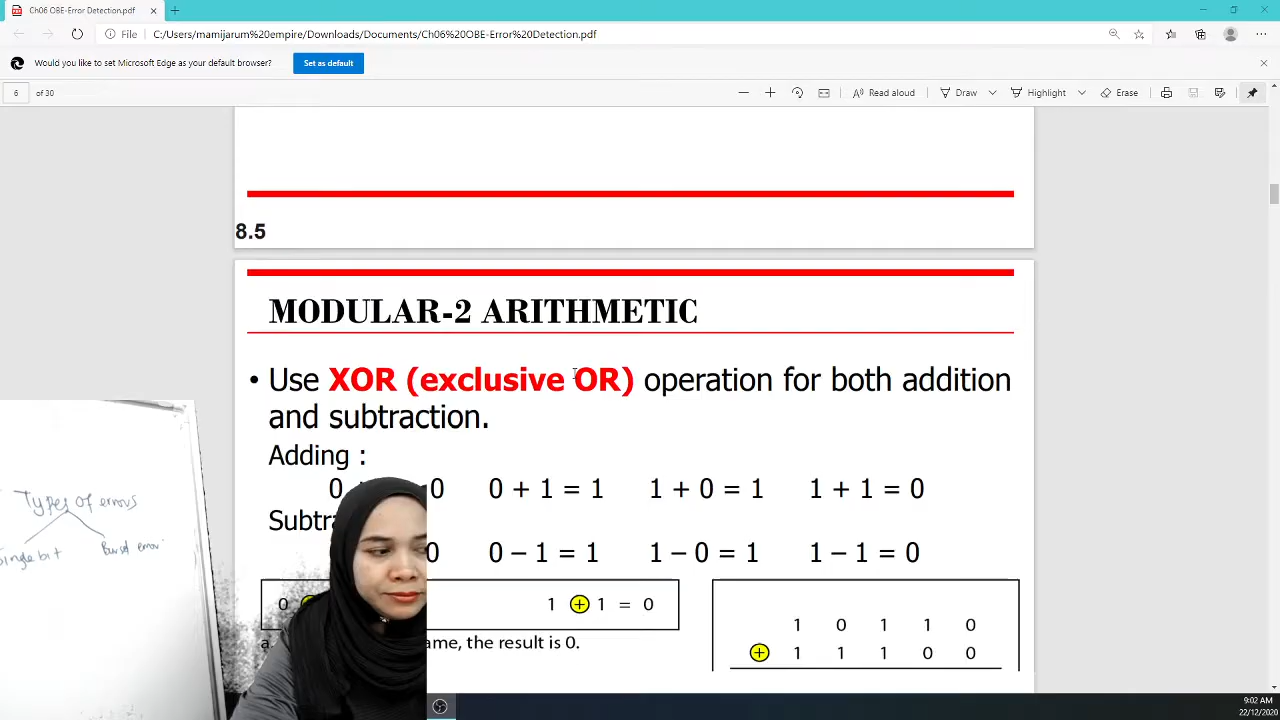 Ch06 OBE-Error Detection.pdf
File C:/Users/mamijarum%20empire/Downloads/Documents/Ch06%20OBE-Error%20Detection.pdf
Would you like to set Microsoft Edge as your default browser? Set as default
6 of 30 Read aloud Draw Highlight Erase
8.5
MODULAR-2 ARITHMETIC
• Use XOR (exclusive OR) operation for both addition
and subtraction.
Adding :
0 0 0 + 1 = 1 1 + 0 = 1 1 + 1 = 0
0 0 – 1 = 1 1 – 0 = 1 1 – 1 = 0
0 1 + 1 = 0
the result is 0.
1 0 1 1 0
+ 1 1 1 0 0
Types of errors
Single bit Burst error
9:02 AM
22/12/2020